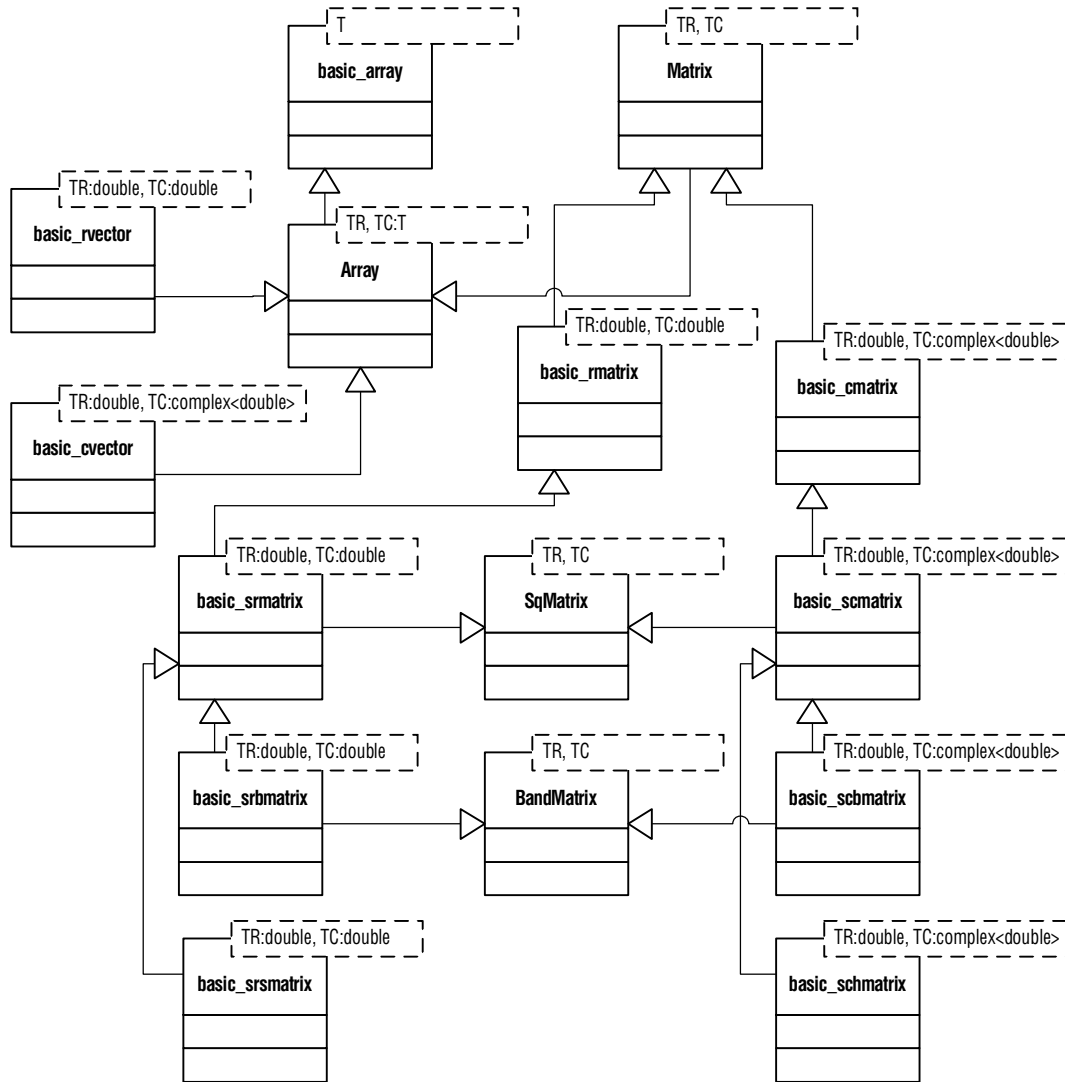 T
basic_array
TR, TC
Matrix
TR:double, TC:double
basic_rvector
TR, TC:T
Array
TR:double, TC:double
basic_rmatrix
TR:double, TC:complex<double>
basic_cmatrix
TR:double, TC:complex<double>
basic_cvector
TR:double, TC:double
basic_srmatrix
TR, TC
SqMatrix
TR:double, TC:complex<double>
basic_scmatrix
TR:double, TC:double
basic_srbmatrix
TR, TC
BandMatrix
TR:double, TC:complex<double>
basic_scbmatrix
TR:double, TC:double
basic_srsmatrix
TR:double, TC:complex<double>
basic_schmatrix